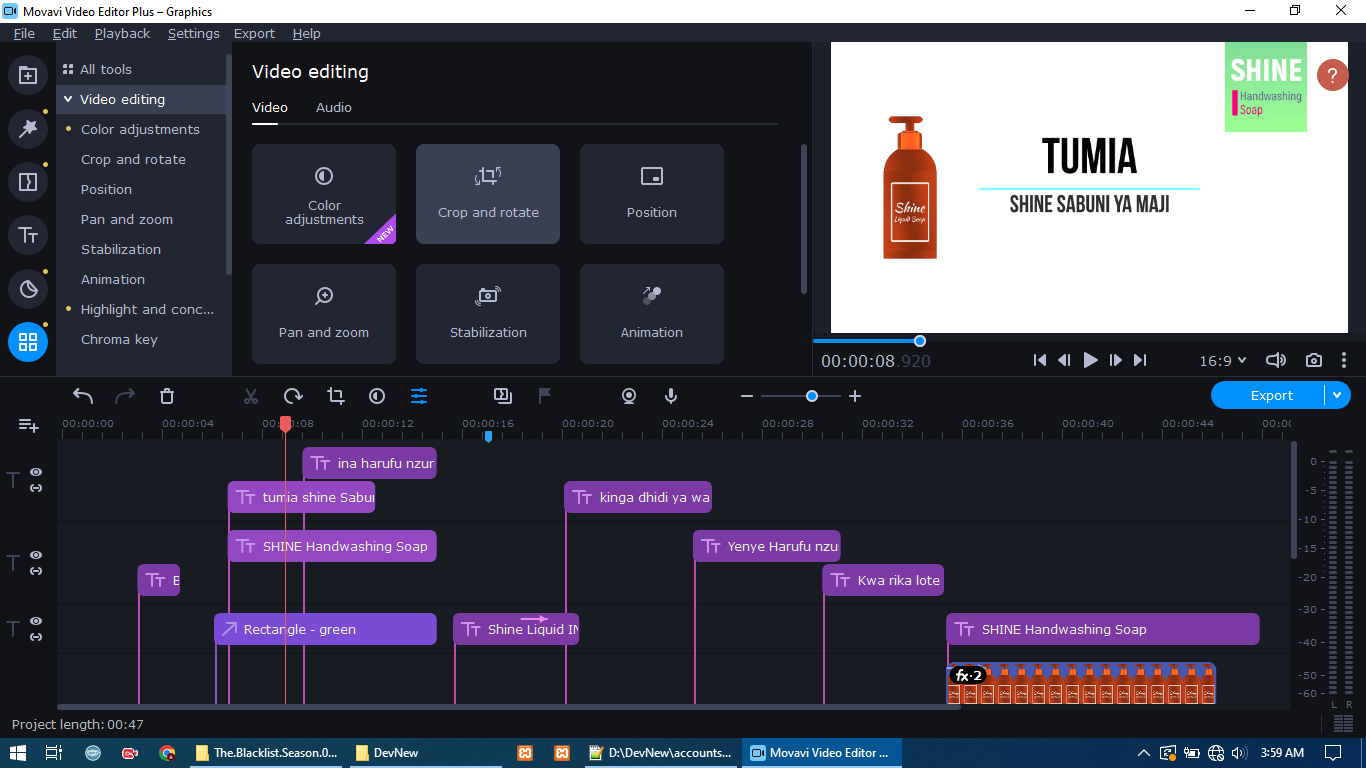 Movavi Video Editor Plus – Graphics
File Edit Playback Settings Export Help
All tools
Video editing
Color adjustments
Crop and rotate
Position
Pan and zoom
Stabilization
Animation
Highlight and conc...
Chroma key
Video editing
Video Audio
Color
adjustments
NEW
Crop and rotate
Position
Pan and zoom
Stabilization
Animation
SHINE
Handwashing
Soap
?
TUMIA
SHINE SABUNI YA MAJI
Shine
Liquid Soap
00:00:08.920
16:9
Export
00:00:00 00:00:04 00:00:08 00:00:12 00:00:16 00:00:20 00:00:24 00:00:28 00:00:32 00:00:36 00:00:40 00:00:44
ina harufu nzur
tumia shine Sabu
kinga dhidi ya wa
SHINE Handwashing Soap
Yenye Harufu nzu
Kwa rika lote
Rectangle - green
Shine Liquid
SHINE Handwashing Soap
fx·2
0
-5
-10
-15
-20
-30
-40
-50
-60
L R
Project length: 00:47
The.Blacklist.Season.0...
DevNew
D:\DevNew\accounts...
Movavi Video Editor ...
3:59 AM